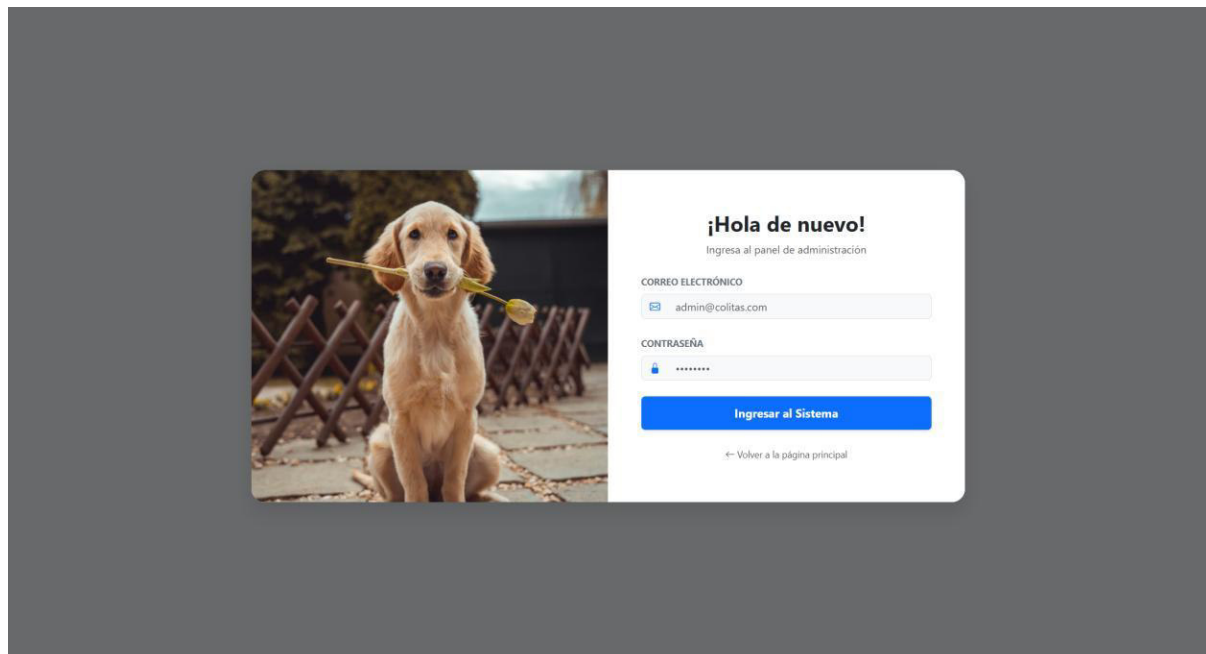 ¡Hola de nuevo!
Ingresa al panel de administración
CORREO ELECTRÓNICO
admin@colitas.com
CONTRASEÑA
••••••••
Ingresar al Sistema
← Volver a la página principal